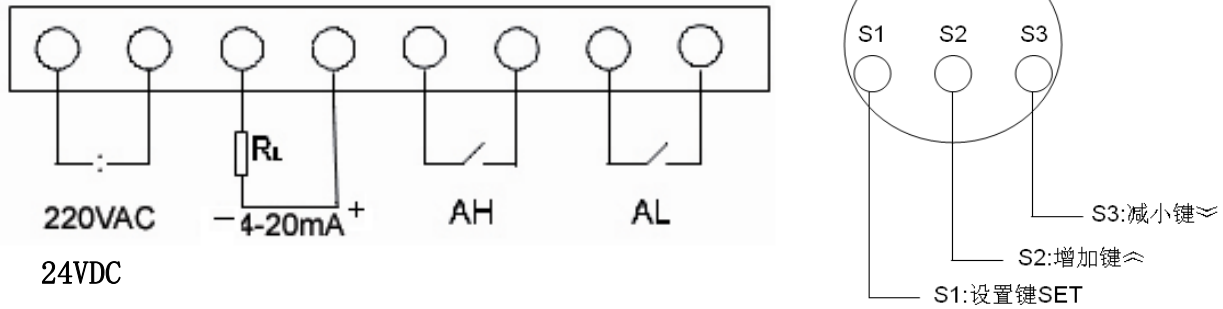 RL
220VAC
− 4-20mA +
AH
AL
24VDC
S1 S2 S3
S3:减小键︾
S2:增加键︽
S1:设置键SET